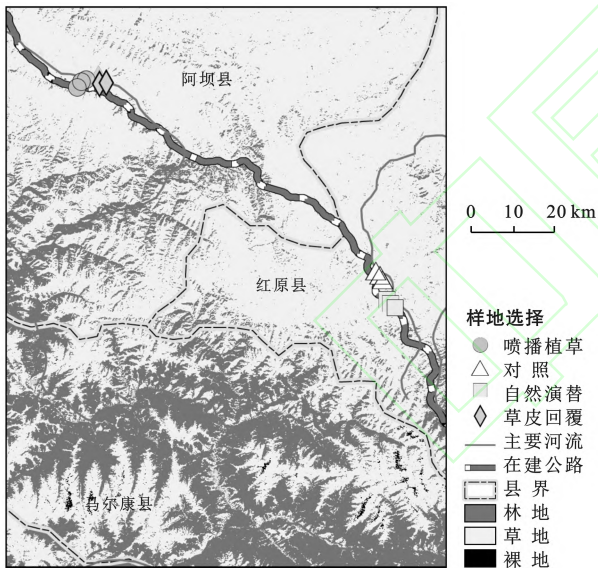 阿坝县
红原县
马尔康县
0 10 20 km
样地选择
喷播植草
对照
自然演替
草皮回覆
主要河流
在建公路
县界
林地
草地
裸地